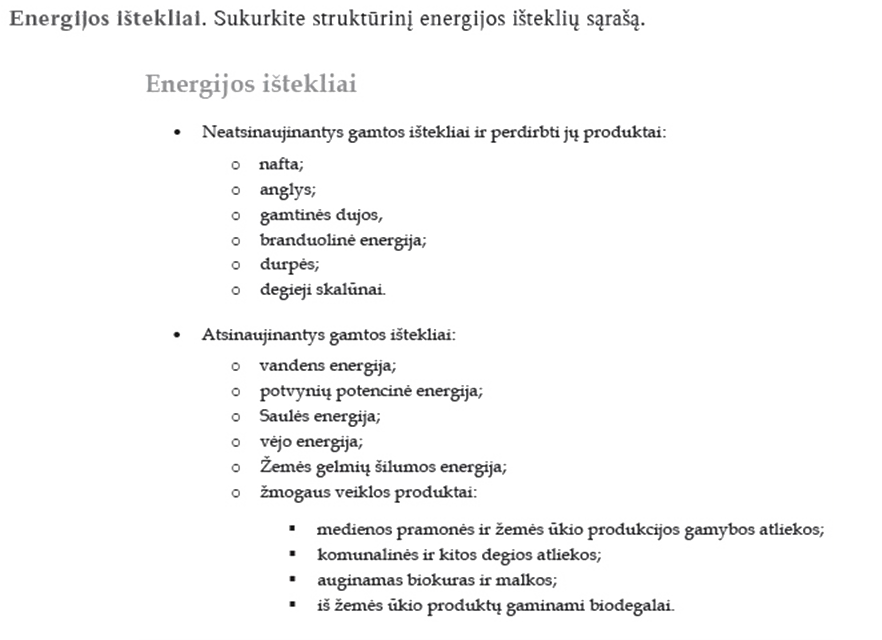 Energijos ištekliai. Sukurkite struktūrinį energijos išteklių sąrašą.
Energijos ištekliai
• Neatsinaujinantys gamtos ištekliai ir perdirbti jų produktai:
o nafta;
o anglys;
o gamtinės dujos,
o branduolinė energija;
o durpės;
o degieji skalūnai.
• Atsinaujinantys gamtos ištekliai:
o vandens energija;
o potvynių potencinė energija;
o Saulės energija;
o vėjo energija;
o Žemės gelmių šilumos energija;
o žmogaus veiklos produktai:
▪ medienos pramonės ir žemės ūkio produkcijos gamybos atliekos;
▪ komunalinės ir kitos degios atliekos;
▪ auginamas biokuras ir malkos;
▪ iš žemės ūkio produktų gaminami biodegalai.